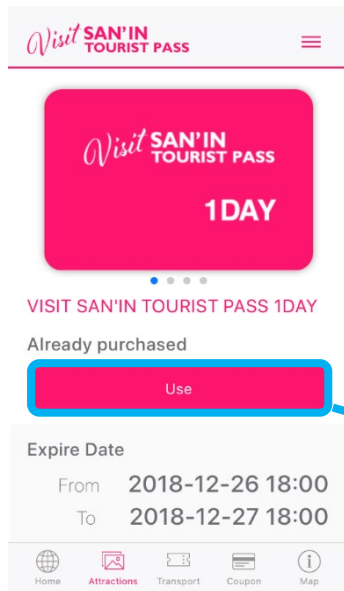 Visit SAN'IN
TOURIST PASS
Visit SAN'IN
TOURIST PASS
1DAY
VISIT SAN'IN TOURIST PASS 1DAY
Already purchased
Use
Expire Date
From 2018-12-26 18:00
To 2018-12-27 18:00
Home Attractions Transport Coupon Map